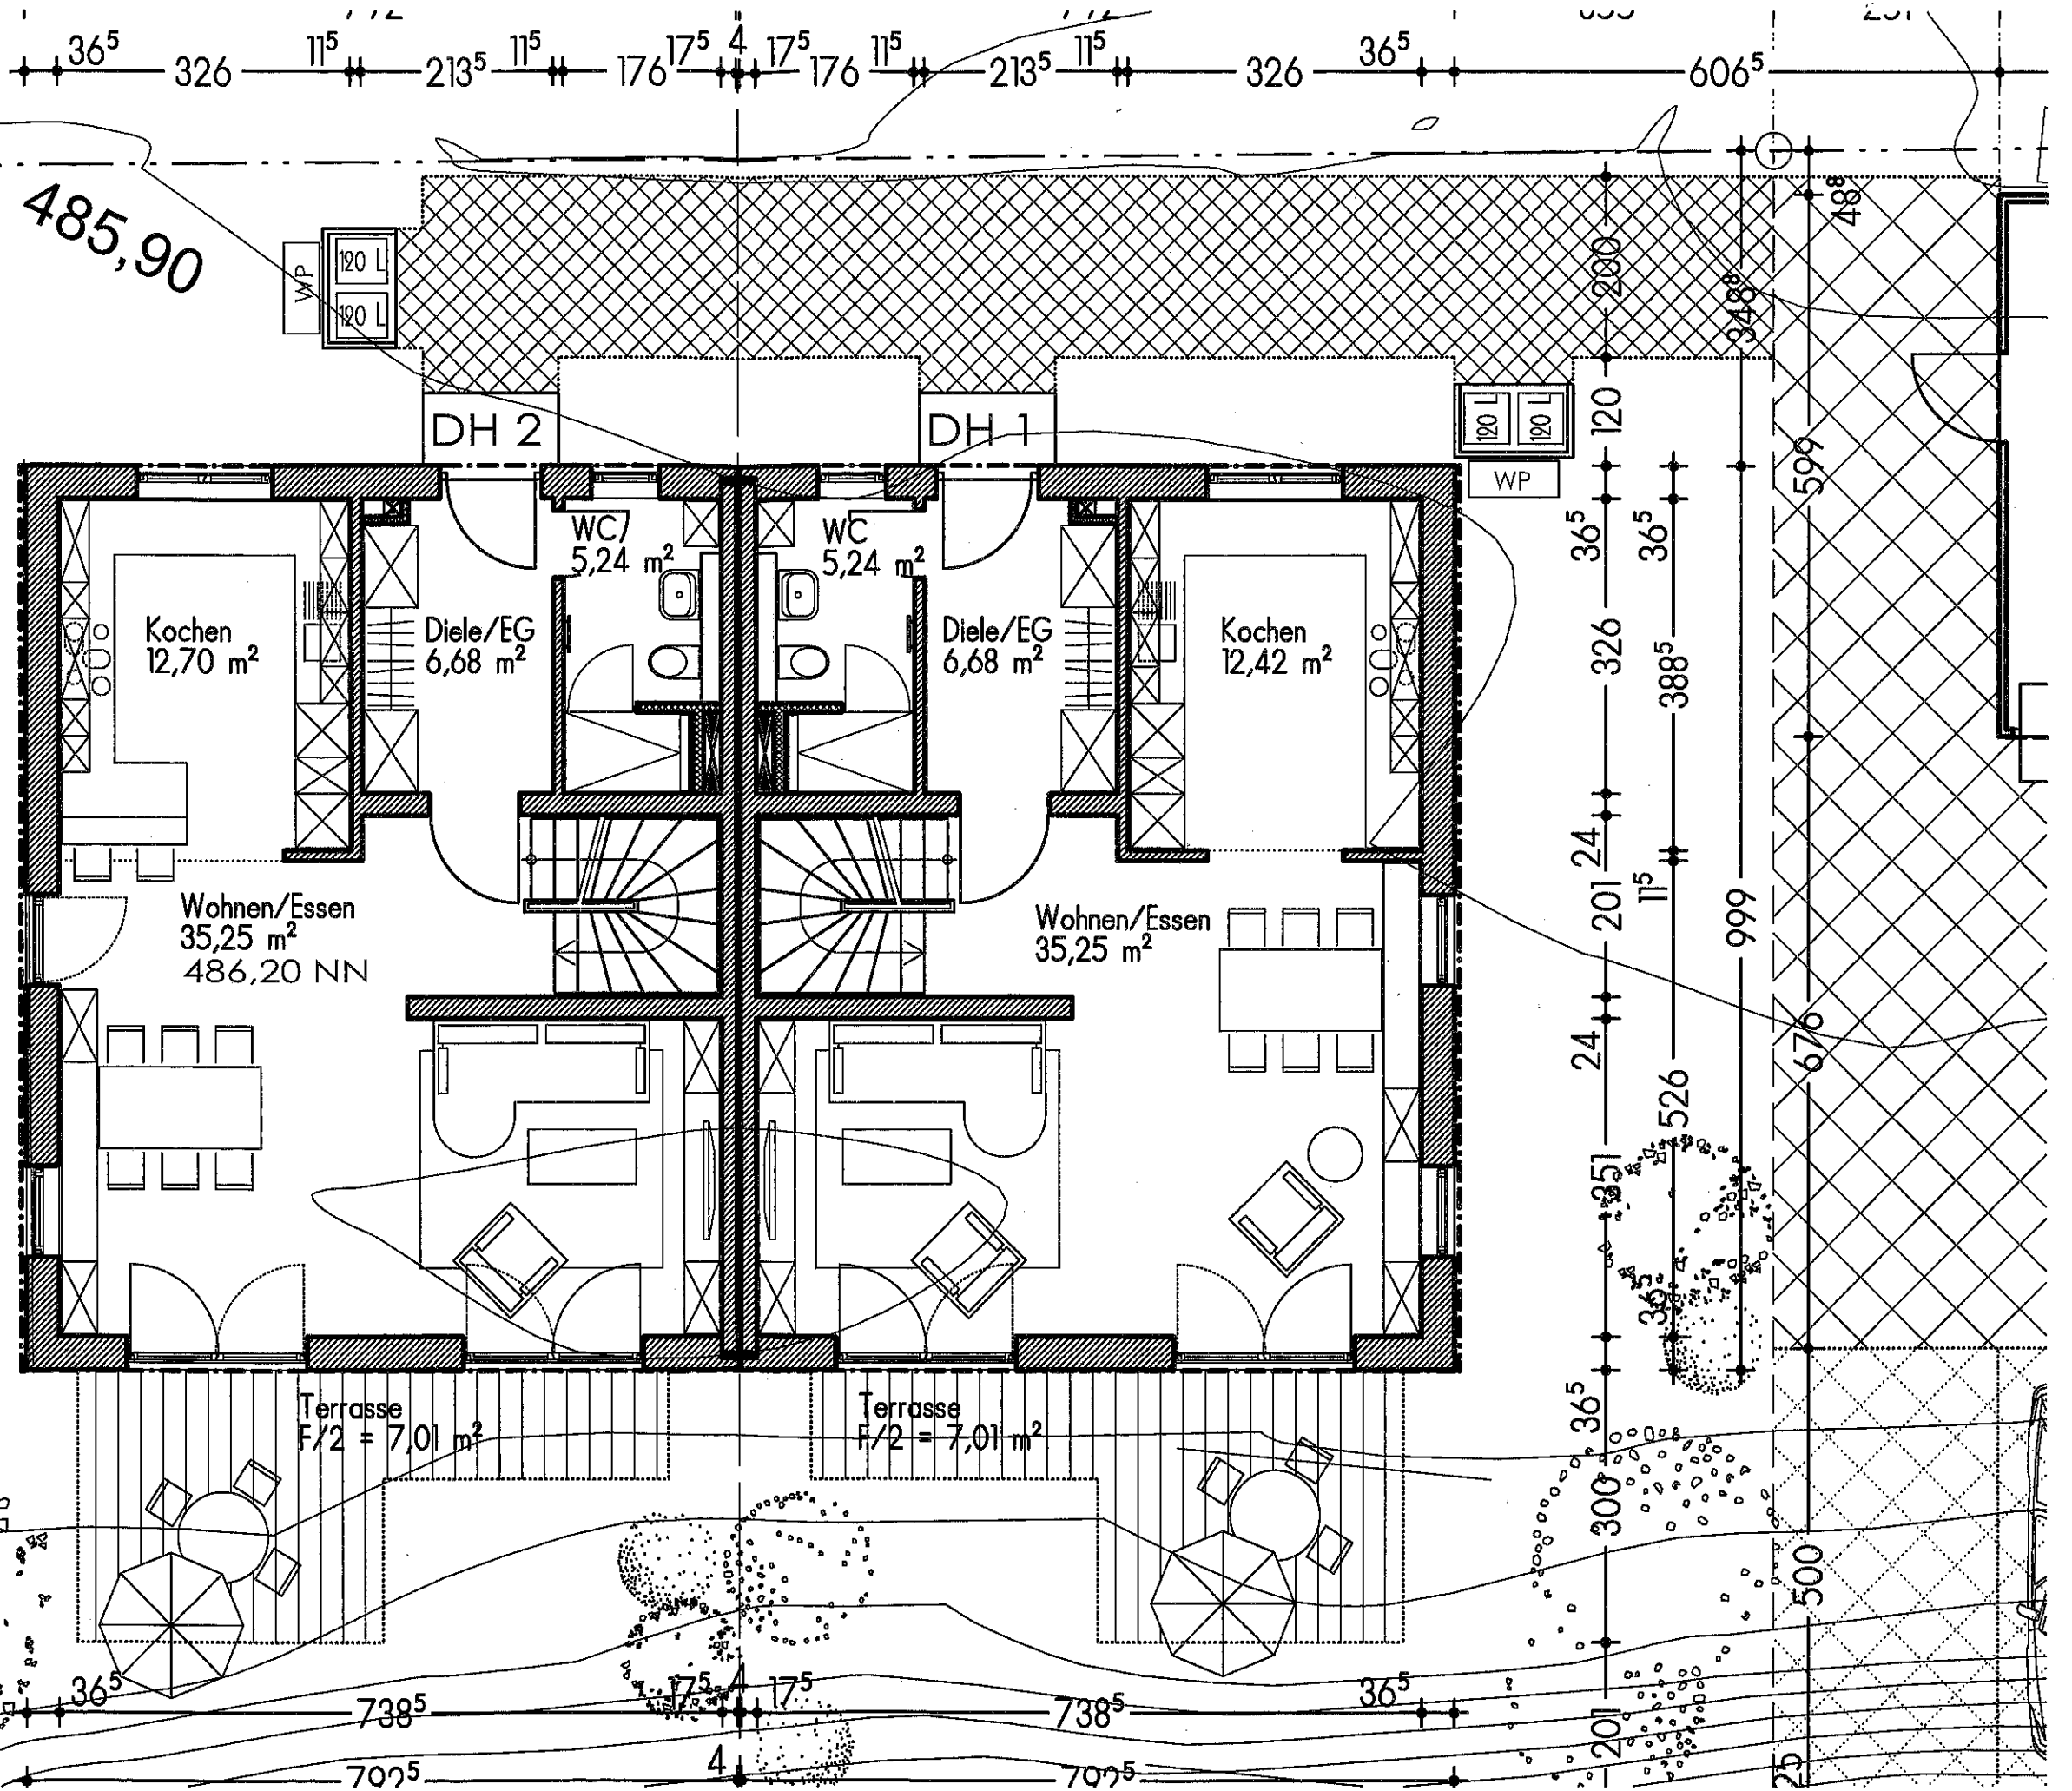 36⁵ 326 11⁵ 213⁵ 11⁵ 176 17⁵ 4 17⁵ 176 11⁵ 213⁵ 11⁵ 326 36⁵ 606⁵
485,90
48⁸
WP
120 L
120 L
200
348⁸
DH 2
DH 1
120 L
120 L
120
WP
599
WC
5,24 m²
WC
5,24 m²
36⁵
36⁵
Kochen
12,70 m²
Diele/EG
6,68 m²
Diele/EG
6,68 m²
Kochen
12,42 m²
326
388⁵
24
11⁵
201
999
Wohnen/Essen
35,25 m²
486,20 NN
Wohnen/Essen
35,25 m²
24
676
526
351
36⁵
Terrasse
F/2 = 7,01 m²
Terrasse
F/2 = 7,01 m²
36⁵
300
500
36⁵ 738⁵ 17⁵ 4 17⁵ 738⁵ 36⁵
201
4
25